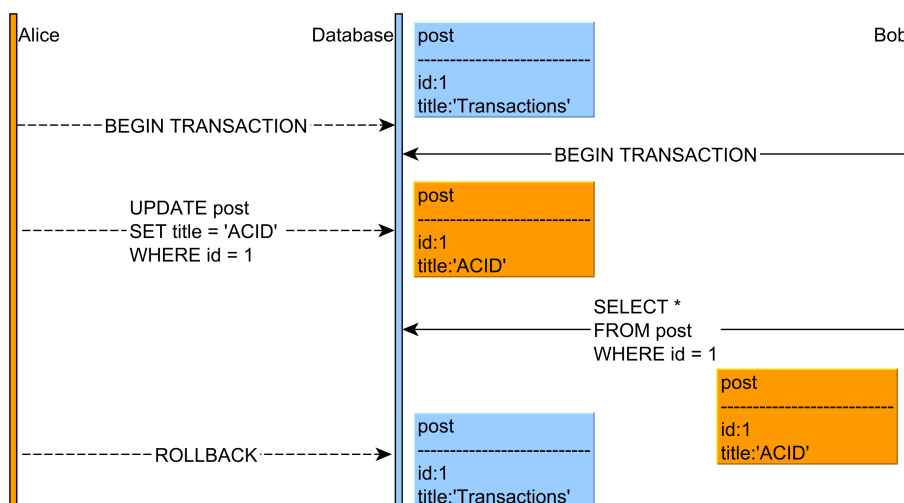 Alice
Database
Bob
post
----------------------------
id:1
title:'Transactions'
BEGIN TRANSACTION
BEGIN TRANSACTION
UPDATE post
SET title = 'ACID'
WHERE id = 1
post
----------------------------
id:1
title:'ACID'
SELECT *
FROM post
WHERE id = 1
post
----------------------------
id:1
title:'ACID'
ROLLBACK
post
----------------------------
id:1
title:'Transactions'